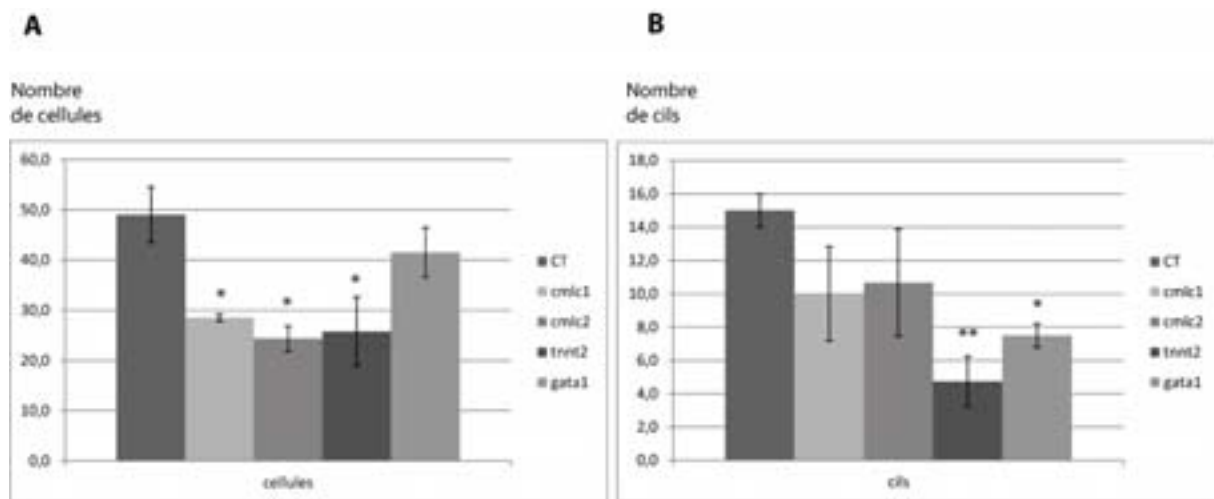 A
Nombre
de cellules
60,0
50,0
40,0
30,0
20,0
10,0
0,0
*
*
*
cellules
CT
cmlc1
cmlc2
tnnt2
gata1
B
Nombre
de cils
18,0
16,0
14,0
12,0
10,0
8,0
6,0
4,0
2,0
0,0
**
*
cils
CT
cmlc1
cmlc2
tnnt2
gata1